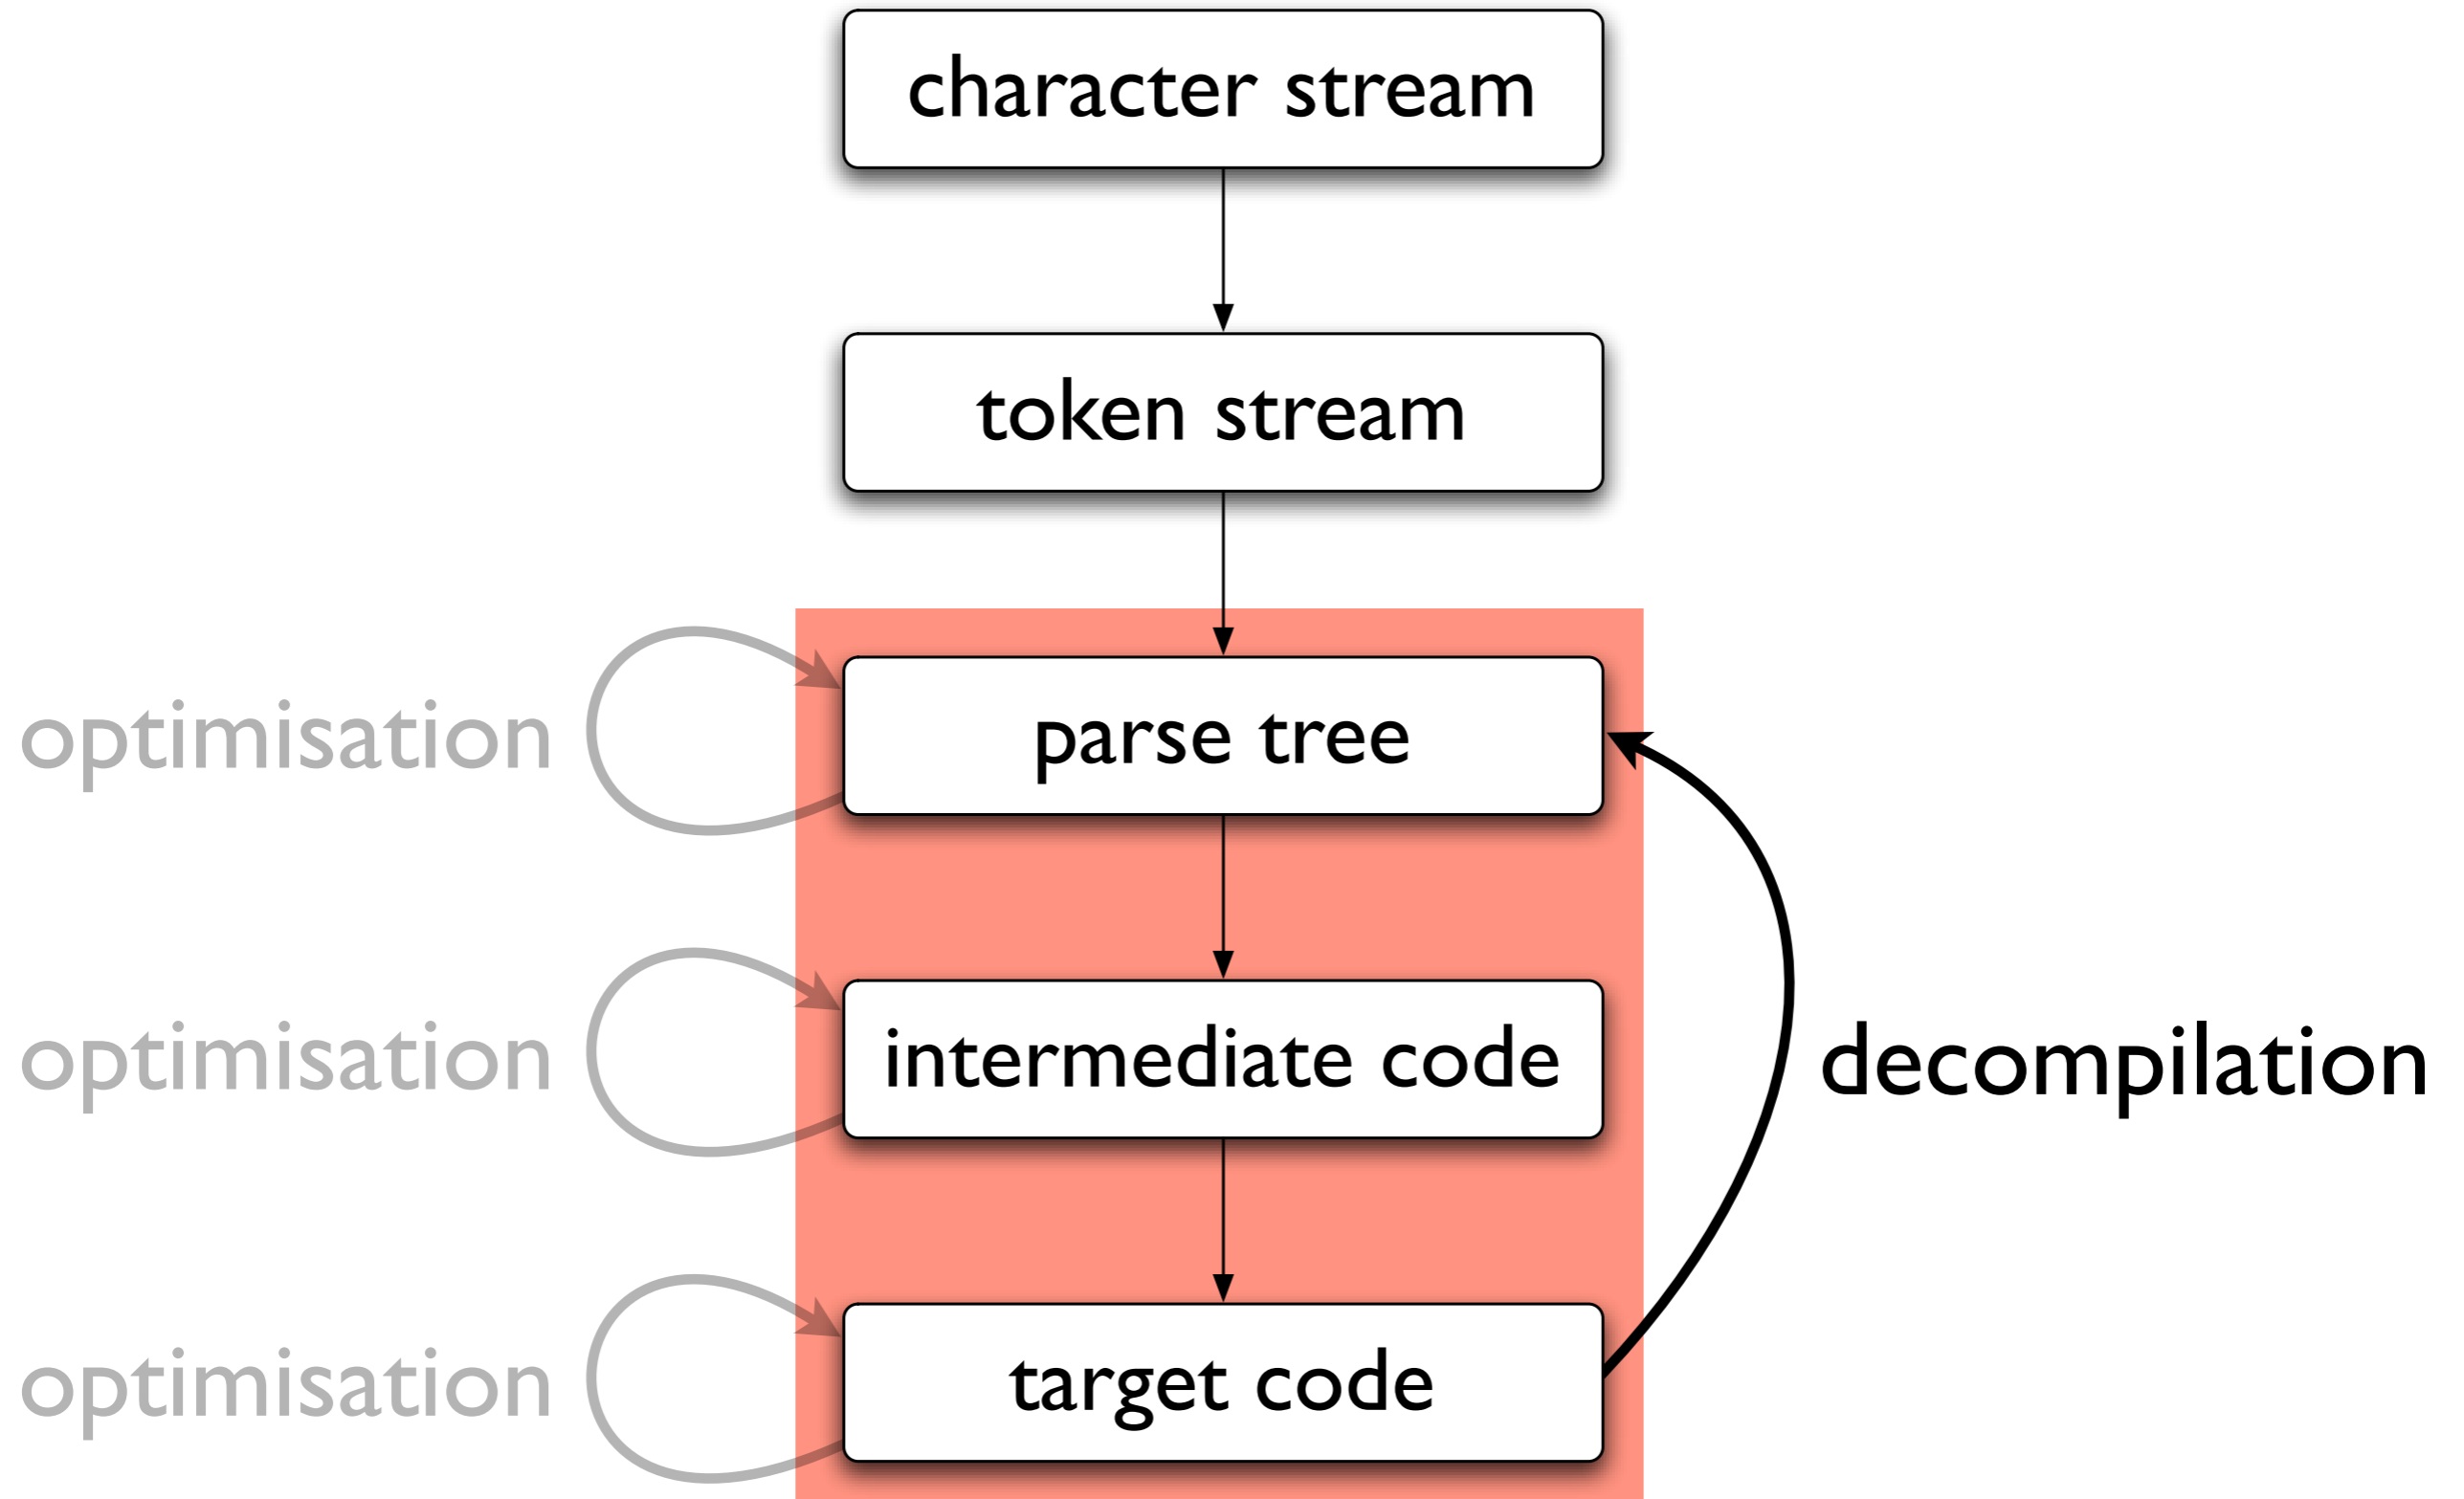 character stream
token stream
optimisation
parse tree
optimisation
intermediate code
decompilation
optimisation
target code